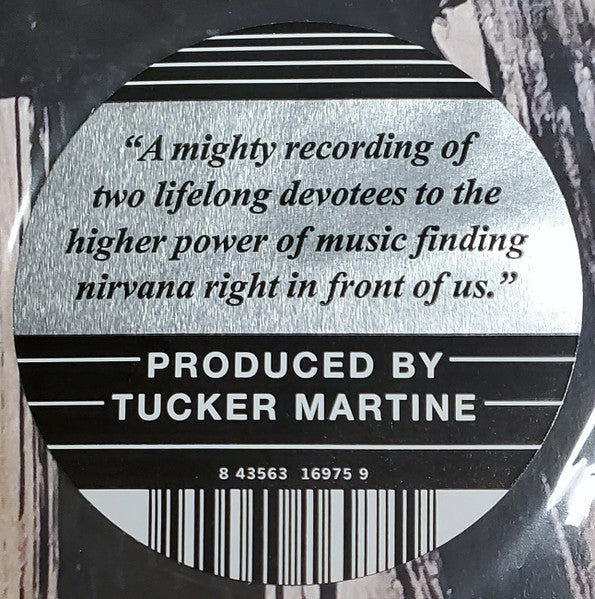 “A mighty recording of
two lifelong devotees to the
higher power of music finding
nirvana right in front of us.”
PRODUCED BY
TUCKER MARTINE
8 43563 16975 9